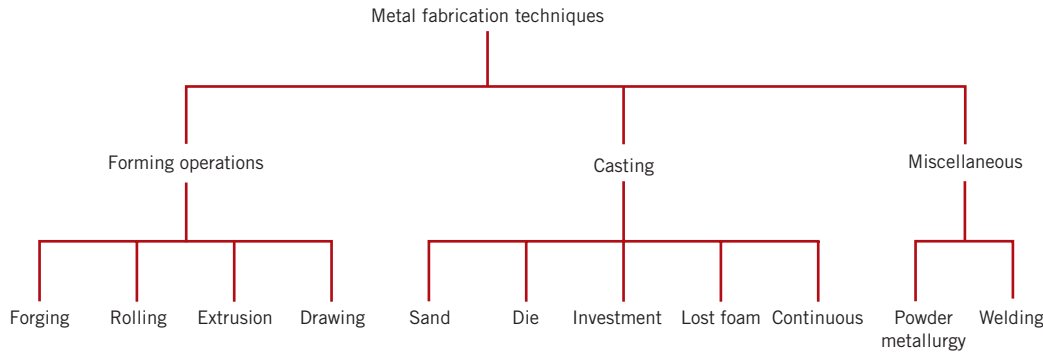 Metal fabrication techniques
Forming operations
Casting
Miscellaneous
Forging
Rolling
Extrusion
Drawing
Sand
Die
Investment
Lost foam
Continuous
Powder
metallurgy
Welding